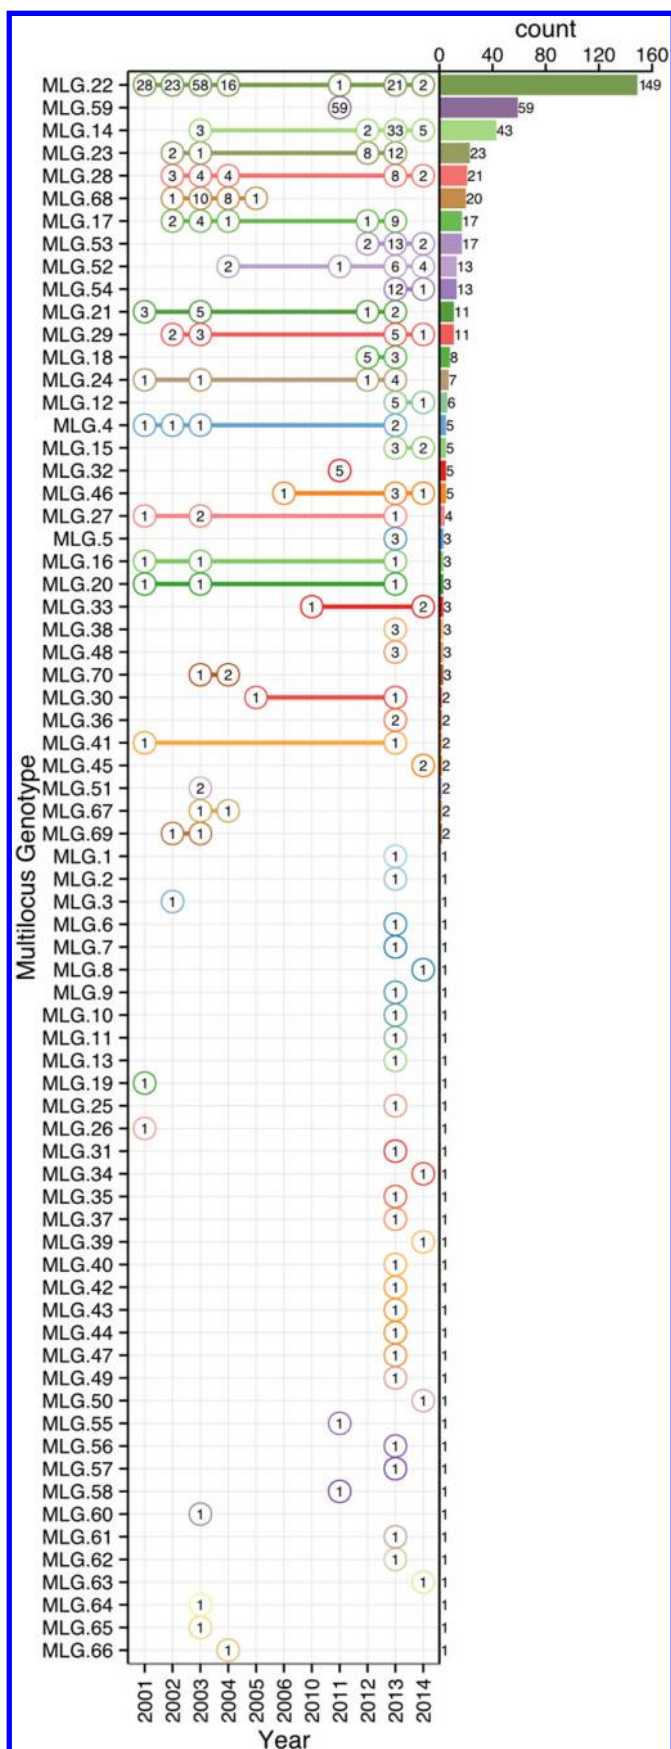 count
0 40 80 120 160
MLG.22 28 23 58 16 1 21 2 149
MLG.59 59 59
MLG.14 3 2 33 5 43
MLG.23 2 1 8 12 23
MLG.28 3 4 4 8 2 21
MLG.68 1 10 8 1 20
MLG.17 2 4 1 1 9 17
MLG.53 2 13 2 17
MLG.52 2 1 6 4 13
MLG.54 12 1 13
MLG.21 3 5 1 2 11
MLG.29 2 3 5 1 11
MLG.18 5 3 8
MLG.24 1 1 1 4 7
MLG.12 5 1 6
MLG.4 1 1 1 2 5
MLG.15 3 2 5
MLG.32 5 5
MLG.46 1 3 1 5
MLG.27 1 2 1 4
MLG.5 3 3
MLG.16 1 1 1 3
MLG.20 1 1 1 3
MLG.33 1 2 3
MLG.38 3 3
MLG.48 3 3
MLG.70 1 2 3
MLG.30 1 1 2
MLG.36 2 2
MLG.41 1 1 2
MLG.45 2 2
MLG.51 2 2
MLG.67 1 1 2
MLG.69 1 1 2
MLG.1 1 1
MLG.2 1 1
MLG.3 1 1
MLG.6 1 1
MLG.7 1 1
MLG.8 1 1
MLG.9 1 1
MLG.10 1 1
MLG.11 1 1
MLG.13 1 1
MLG.19 1 1
MLG.25 1 1
MLG.26 1 1
MLG.31 1 1
MLG.34 1 1
MLG.35 1 1
MLG.37 1 1
MLG.39 1 1
MLG.40 1 1
MLG.42 1 1
MLG.43 1 1
MLG.44 1 1
MLG.47 1 1
MLG.49 1 1
MLG.50 1 1
MLG.55 1 1
MLG.56 1 1
MLG.57 1 1
MLG.58 1 1
MLG.60 1 1
MLG.61 1 1
MLG.62 1 1
MLG.63 1 1
MLG.64 1 1
MLG.65 1 1
MLG.66 1 1
Multilocus Genotype
2001 2002 2003 2004 2005 2006 2010 2011 2012 2013 2014
Year